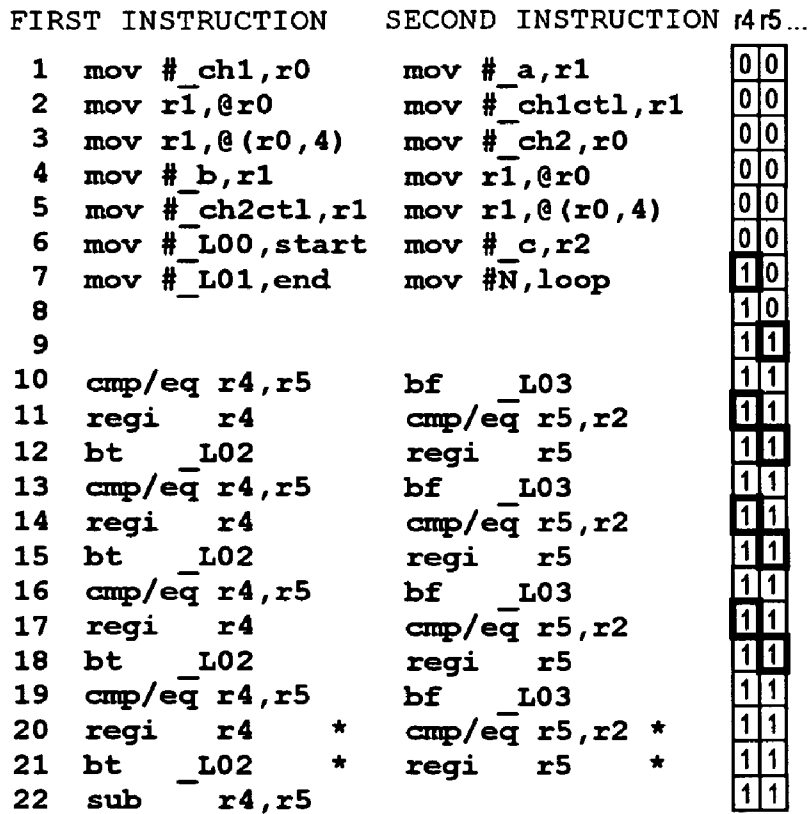 FIRST INSTRUCTION SECOND INSTRUCTION r4 r5 ...
1 mov #_ch1,r0 mov #_a,r1 0 0
2 mov r1,@r0 mov #_ch1ctl,r1 0 0
3 mov r1,@(r0,4) mov #_ch2,r0 0 0
4 mov #_b,r1 mov r1,@r0 0 0
5 mov #_ch2ctl,r1 mov r1,@(r0,4) 0 0
6 mov #_L00,start mov #_c,r2 0 0
7 mov #_L01,end mov #N,loop 1 0
8 1 0
9 1 1
10 cmp/eq r4,r5 bf _L03 1 1
11 regi r4 cmp/eq r5,r2 1 1
12 bt _L02 regi r5 1 1
13 cmp/eq r4,r5 bf _L03 1 1
14 regi r4 cmp/eq r5,r2 1 1
15 bt _L02 regi r5 1 1
16 cmp/eq r4,r5 bf _L03 1 1
17 regi r4 cmp/eq r5,r2 1 1
18 bt _L02 regi r5 1 1
19 cmp/eq r4,r5 bf _L03 1 1
20 regi r4 * cmp/eq r5,r2 * 1 1
21 bt _L02 * regi r5 * 1 1
22 sub r4,r5 1 1